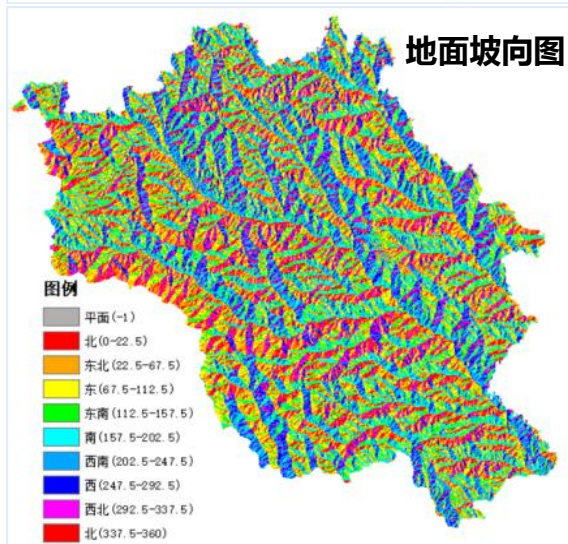 地面坡向图
图例
平面(-1)
北(0-22.5)
东北(22.5-67.5)
东(67.5-112.5)
东南(112.5-157.5)
南(157.5-202.5)
西南(202.5-247.5)
西(247.5-292.5)
西北(292.5-337.5)
北(337.5-360)